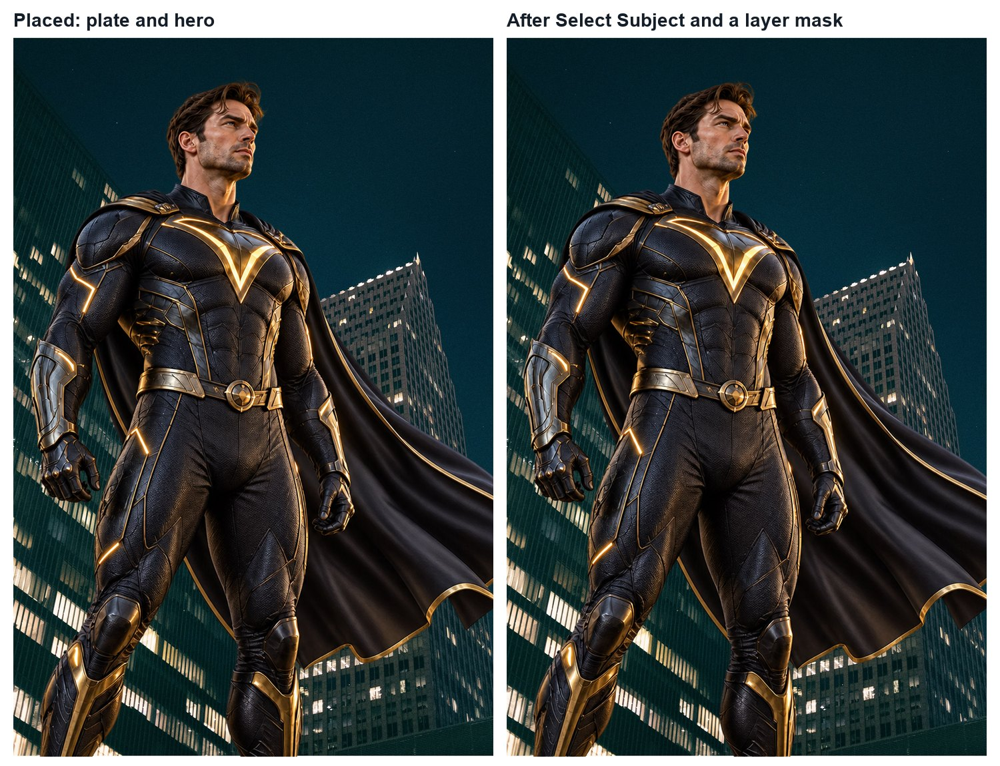 Placed: plate and hero
After Select Subject and a layer mask